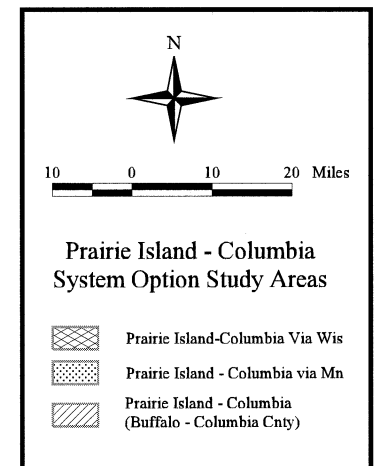 N
10 0 10 20 Miles
Prairie Island - Columbia
System Option Study Areas
Prairie Island-Columbia Via Wis
Prairie Island - Columbia via Mn
Prairie Island - Columbia
(Buffalo - Columbia Cnty)